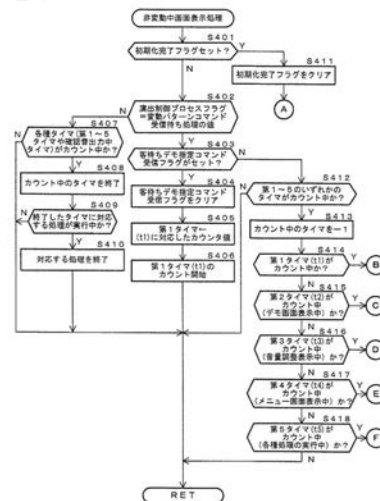 非変動中画面表示処理
S401
初期化完了フラグセット?
Y
S411
初期化完了フラグをクリア
A
N
S402
演出制御プロセスフラグ
=変動パターンコマンド
受信待ち処理の値
N
Y
S407
各種タイマ(第1~5
タイマや確認音出力中
タイマ)がカウント中か?
N
Y
S408
カウント中のタイマを終了
S409
終了したタイマに対応
する処理が実行中か?
N
Y
S410
対応する処理を終了
S403
客待ちデモ指定コマンド
受信フラグがセット?
N
Y
S404
客待ちデモ指定コマンド
受信フラグをクリア
S405
第1タイマ←
(t1)に対応したカウンタ値
S406
第1タイマ(t1)の
カウント開始
S412
第1~5のいずれかの
タイマがカウント中か?
N
Y
S413
カウント中のタイマを-1
S414
第1タイマ(t1)が
カウント中か?
Y
B
N
S415
第2タイマ(t2)が
カウント中
(デモ画面表示中)か?
Y
C
N
S416
第3タイマ(t3)が
カウント中
(音量調整表示中)か?
Y
D
N
S417
第4タイマ(t4)が
カウント中
(メニュー画面表示中)か?
Y
E
N
S418
第5タイマ(t5)が
カウント中
(各種処理の実行中)か?
Y
F
N
RET